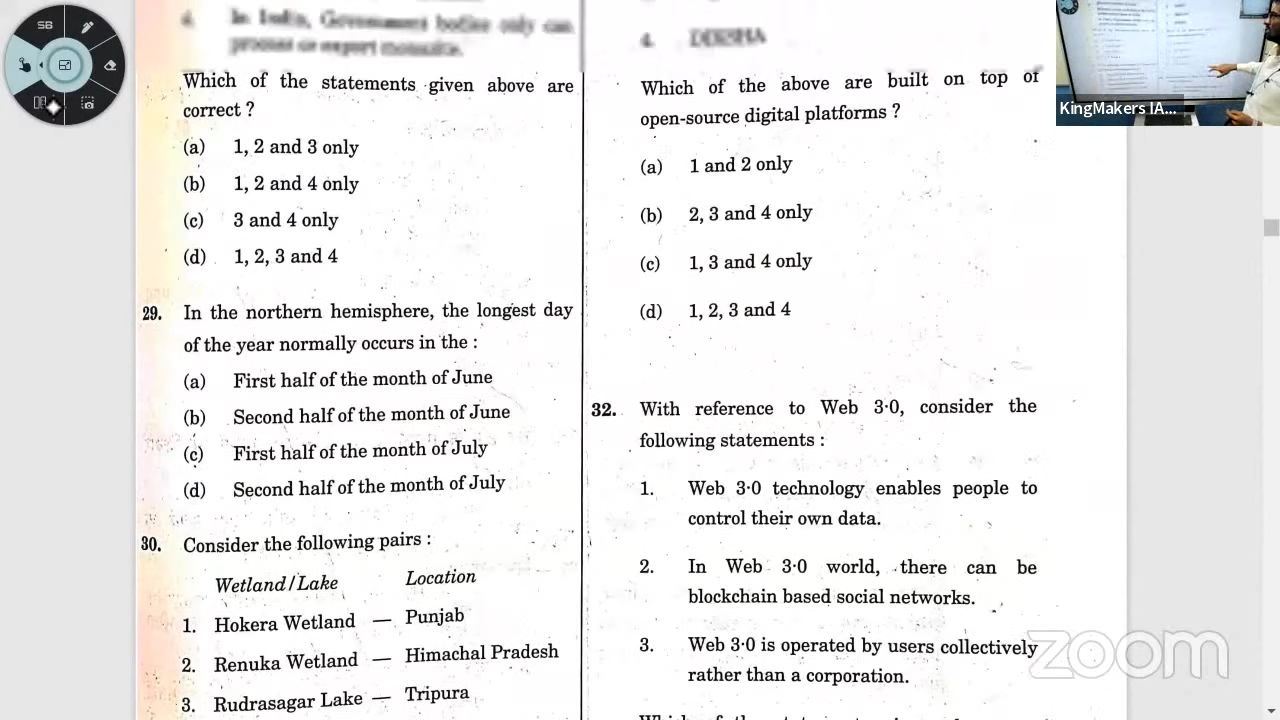 SB
4. In India, Government bodies only can
Which of the statements given above are
correct ?
(a) 1, 2 and 3 only
(b) 1, 2 and 4 only
(c) 3 and 4 only
(d) 1, 2, 3 and 4
29. In the northern hemisphere, the longest day
of the year normally occurs in the :
(a) First half of the month of June
(b) Second half of the month of June
(c) First half of the month of July
(d) Second half of the month of July
30. Consider the following pairs :
Wetland/Lake Location
1. Hokera Wetland — Punjab
2. Renuka Wetland — Himachal Pradesh
3. Rudrasagar Lake — Tripura
4. DIKSHA
Which of the above are built on top of
open-source digital platforms ?
(a) 1 and 2 only
(b) 2, 3 and 4 only
(c) 1, 3 and 4 only
(d) 1, 2, 3 and 4
32. With reference to Web 3·0, consider the
following statements :
1. Web 3·0 technology enables people to
control their own data.
2. In Web 3·0 world, there can be
blockchain based social networks.
3. Web 3·0 is operated by users collectively
rather than a corporation.
KingMakers IA...
zoom